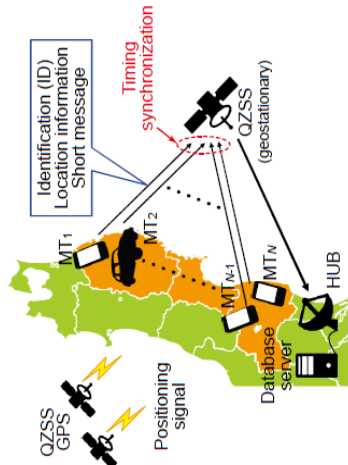 Identification (ID)
Location information
Short message
Timing
synchronization
QZSS
(geostationary)
MT1
MT2
MTN-1
MTN
HUB
Database
server
QZSS
GPS
Positioning
signal